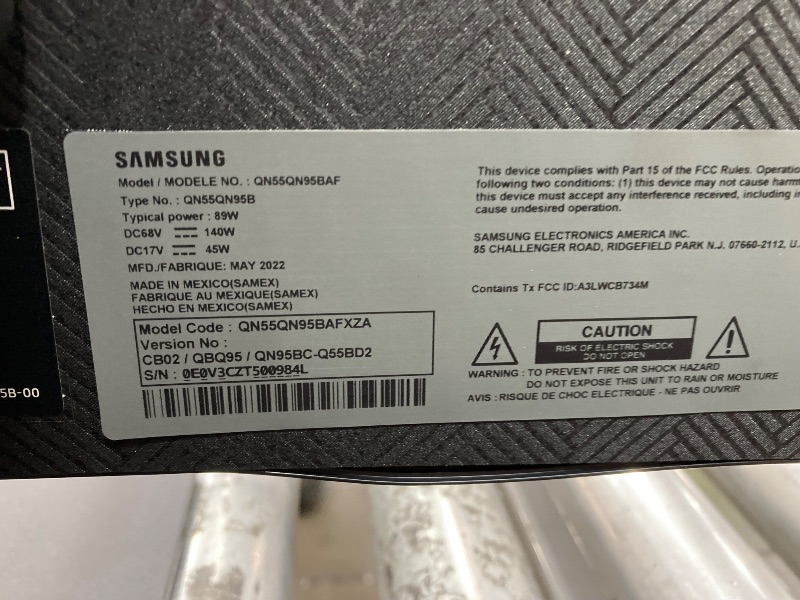 SAMSUNG
Model / MODELE NO. : QN55QN95BAF
Type No. : QN55QN95B
Typical power : 89W
DC68V 140W
DC17V 45W
MFD./FABRIQUE: MAY 2022
MADE IN MEXICO(SAMEX)
FABRIQUE AU MEXIQUE(SAMEX)
HECHO EN MEXICO(SAMEX)
Model Code : QN55QN95BAFXZA
Version No :
CB02 / QBQ95 / QN95BC-Q55BD2
S/N : 0E0V3CZT500984L
This device complies with Part 15 of the FCC Rules. Operatio
following two conditions: (1) this device may not cause harm
this device must accept any interference received, including i
cause undesired operation.
SAMSUNG ELECTRONICS AMERICA INC.
85 CHALLENGER ROAD, RIDGEFIELD PARK N.J. 07660-2112, U.
Contains Tx FCC ID:A3LWCB734M
CAUTION
RISK OF ELECTRIC SHOCK
DO NOT OPEN
WARNING : TO PREVENT FIRE OR SHOCK HAZARD
DO NOT EXPOSE THIS UNIT TO RAIN OR MOISTURE
AVIS : RISQUE DE CHOC ELECTRIQUE - NE PAS OUVRIR
5B-00